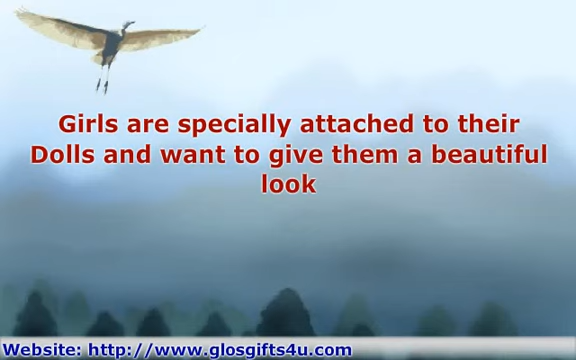 Girls are specially attached to their
Dolls and want to give them a beautiful
look
Website: http://www.glosgifts4u.com